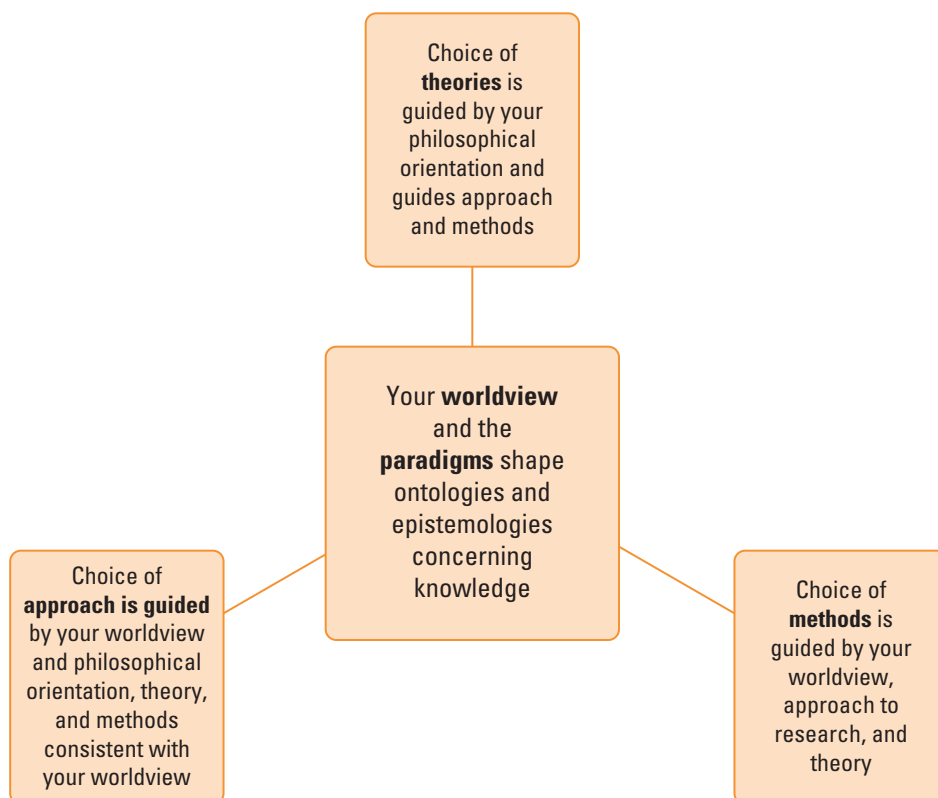 Choice of
theories is
guided by your
philosophical
orientation and
guides approach
and methods
Your worldview
and the
paradigms shape
ontologies and
epistemologies
concerning
knowledge
Choice of
approach is guided
by your worldview
and philosophical
orientation, theory,
and methods
consistent with
your worldview
Choice of
methods is
guided by your
worldview,
approach to
research, and
theory